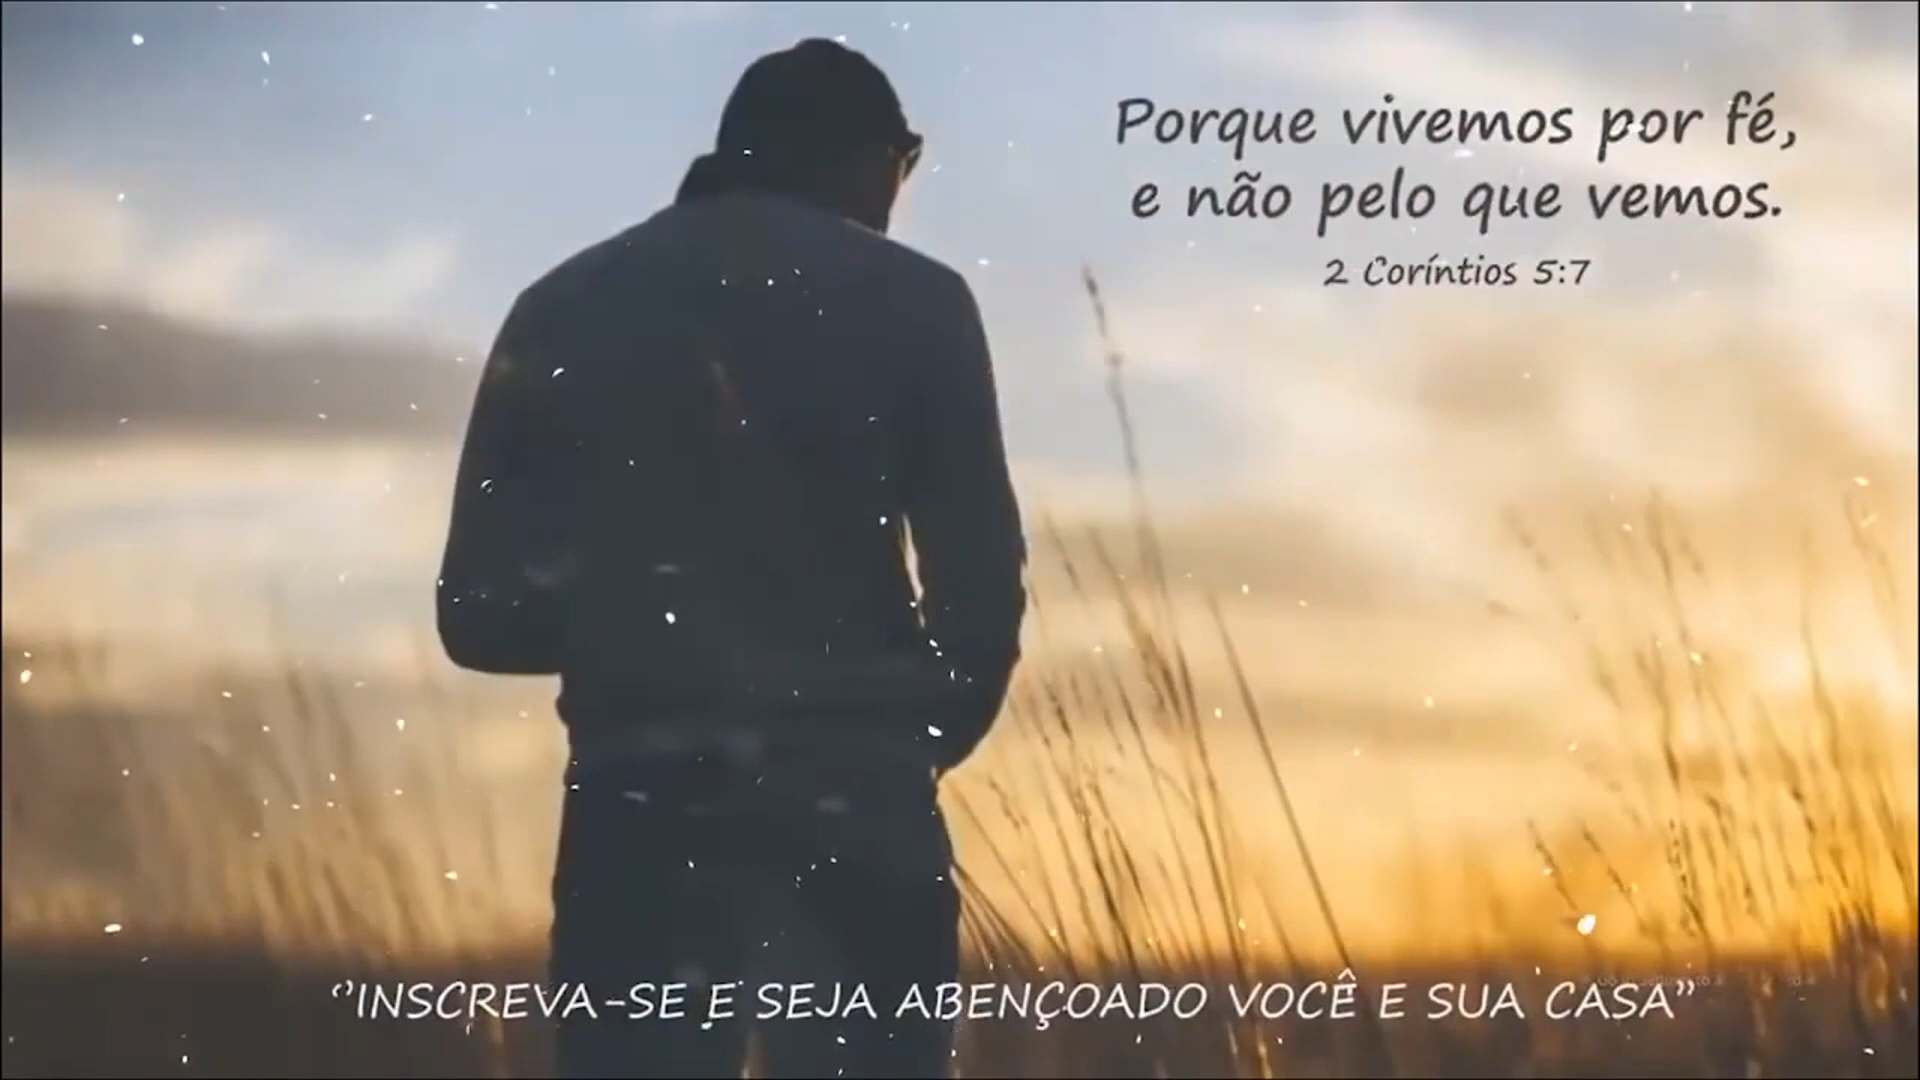 Porque vivemos por fé,
e não pelo que vemos.
2 Coríntios 5:7
“INSCREVA-SE E SEJA ABENÇOADO VOCÊ E SUA CASA”